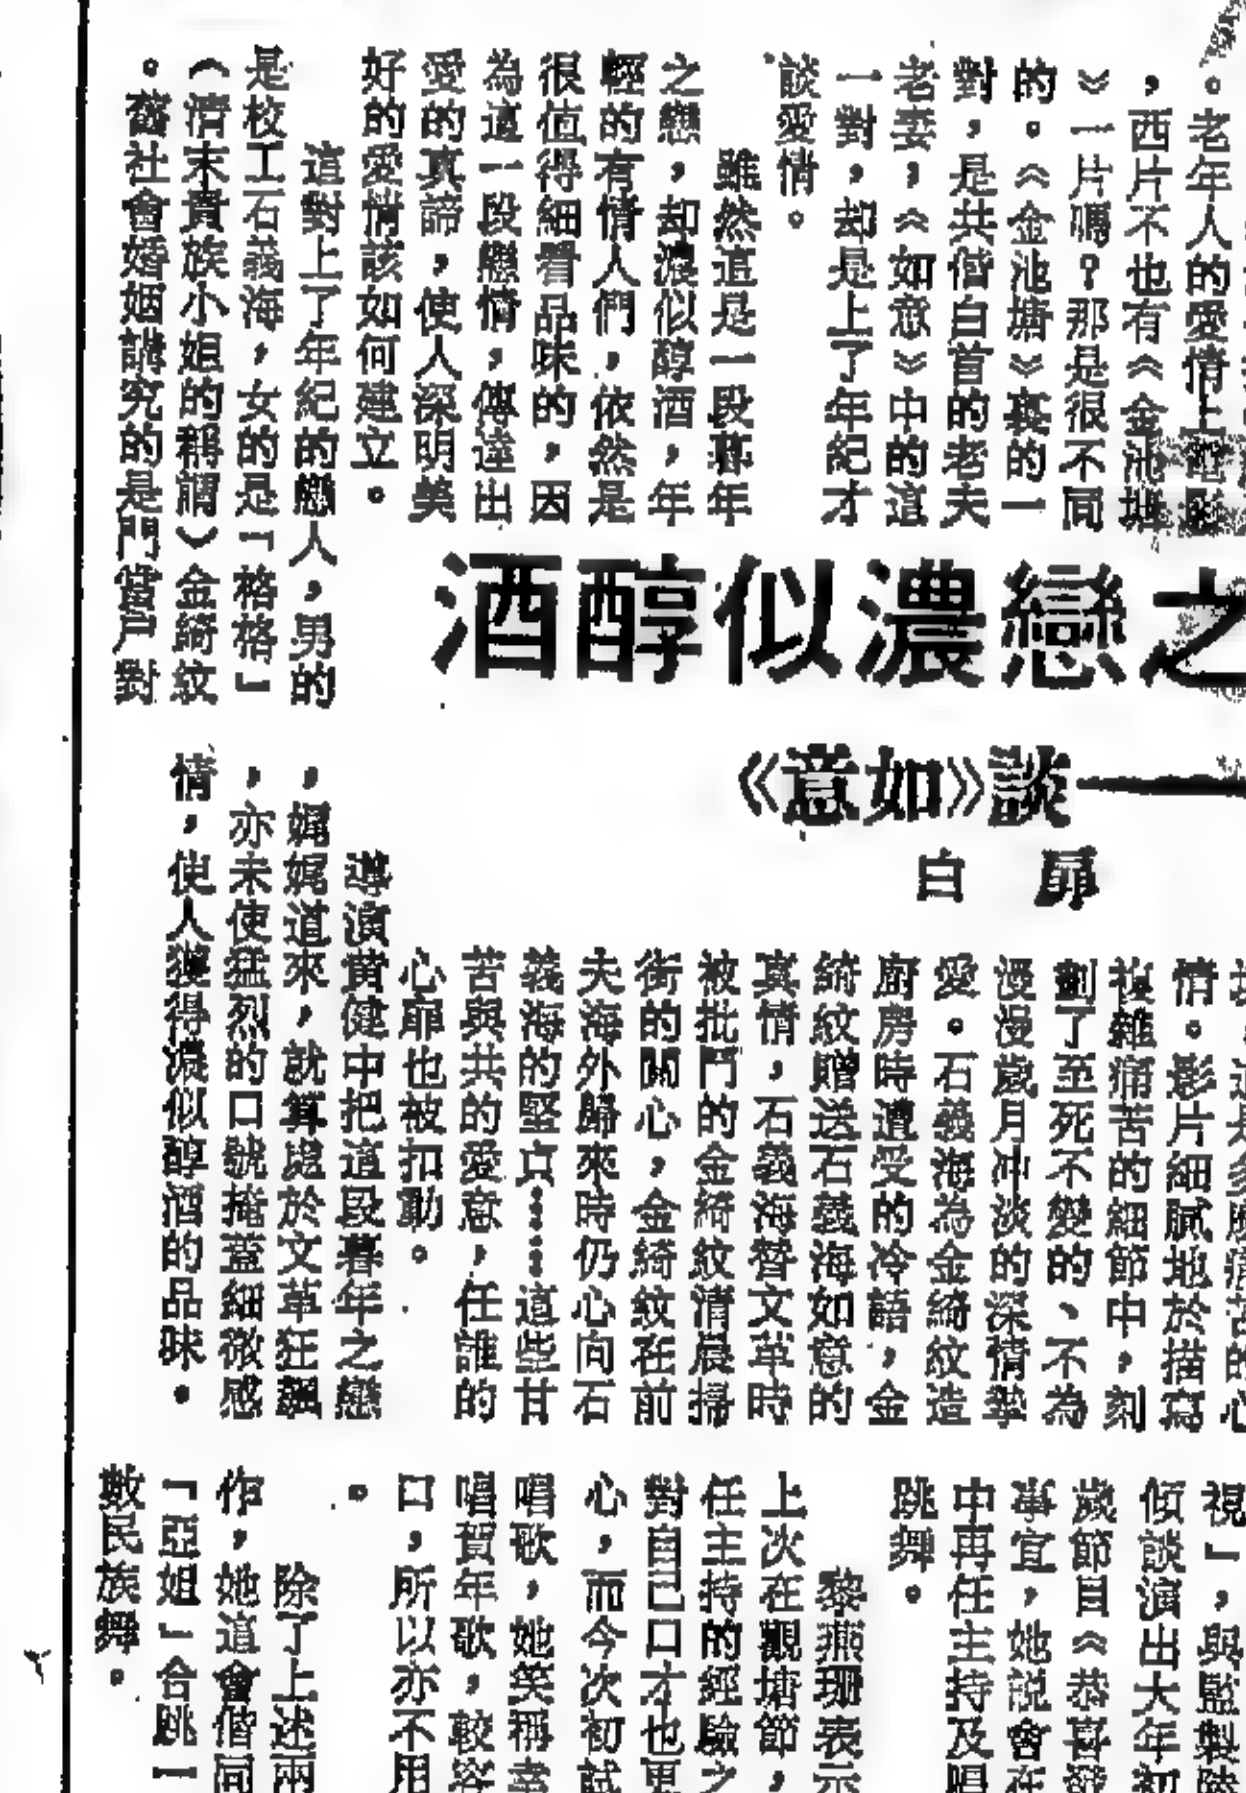 。老年人的愛情上電影
，西片不也有《金池塘
》一片嗎？那是很不同
的。《金池塘》裏的一
對，是共偕白首的老夫
老妻，《如意》中的這
一對，却是上了年紀才
談愛情。
雖然這是一段暮年
之戀，却濃似醇酒，年
輕的有情人們，依然是
很值得細看品味的，因
為這一段戀情，傳達出
愛的真諦，使人深明美
好的愛情該如何建立。
這對上了年紀的戀人，男的
是校工石義海，女的是「格格」
（清末貴族小姐的稱謂）金綺紋
。舊社會婚姻講究的是門當戶對
之戀濃似醇酒
——談《如意》
白
情。影片細膩地於描寫
複雜痛苦的細節中，刻
劃了至死不變的、不為
漫漫歲月冲淡的深情摯
愛。石義海為金綺紋造
廚房時遭受的冷語，金
綺紋贈送石義海如意的
真情，石義海替文革時
被批鬥的金綺紋清晨掃
街的關心，金綺紋在前
夫海外歸來時仍心向石
義海的堅貞……這些甘
苦與共的愛意，任誰的
心扉也被扣動。
導演黃健中把這段暮年之戀
，娓娓道來，就算處於文革狂飆
，亦未使猛烈的口號掩蓋細微感
情，使人獲得濃似醇酒的品味。
視」，與監製
傾談演出大年初
歲節目《恭喜發
事宜，她說會在
中再任主持及唱
跳舞。
黎燕珊表示
上次在觀塘節，
任主持的經驗之
對自己口才也更
心，而今次初試
唱歌，她笑稱幸
唱賀年歌，較容
口，所以亦不用
。
除了上述兩
作，她這會偕同
「亞姐」合跳一
數民族舞。